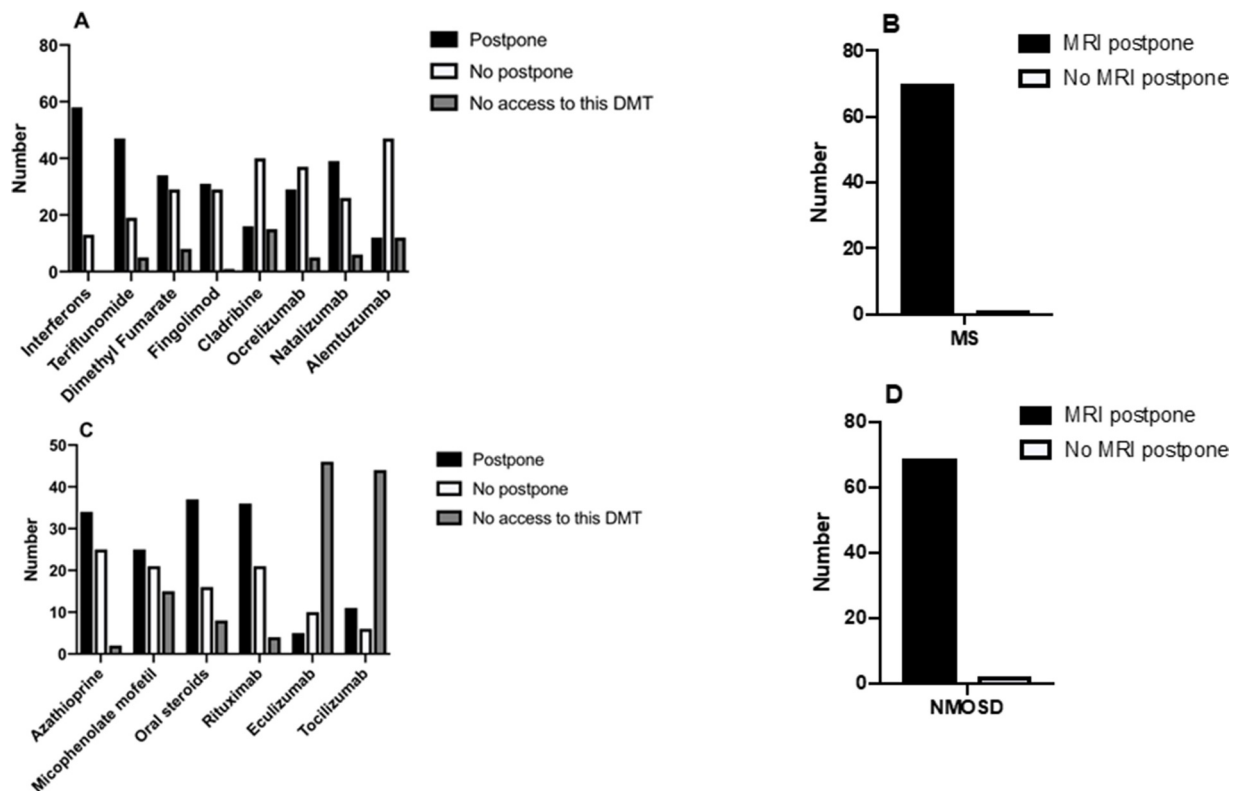 A
Postpone
No postpone
No access to this DMT
80
60
40
20
0
Number
Interferons
Teriflunomide
Dimethyl Fumarate
Fingolimod
Cladribine
Ocrelizumab
Natalizumab
Alemtuzumab
B
MRI postpone
No MRI postpone
80
60
40
20
0
Number
MS
C
Postpone
No postpone
No access to this DMT
50
40
30
20
10
0
Number
Azathioprine
Micophenolate mofetil
Oral steroids
Rituximab
Eculizumab
Tocilizumab
D
MRI postpone
No MRI postpone
80
60
40
20
0
Number
NMOSD